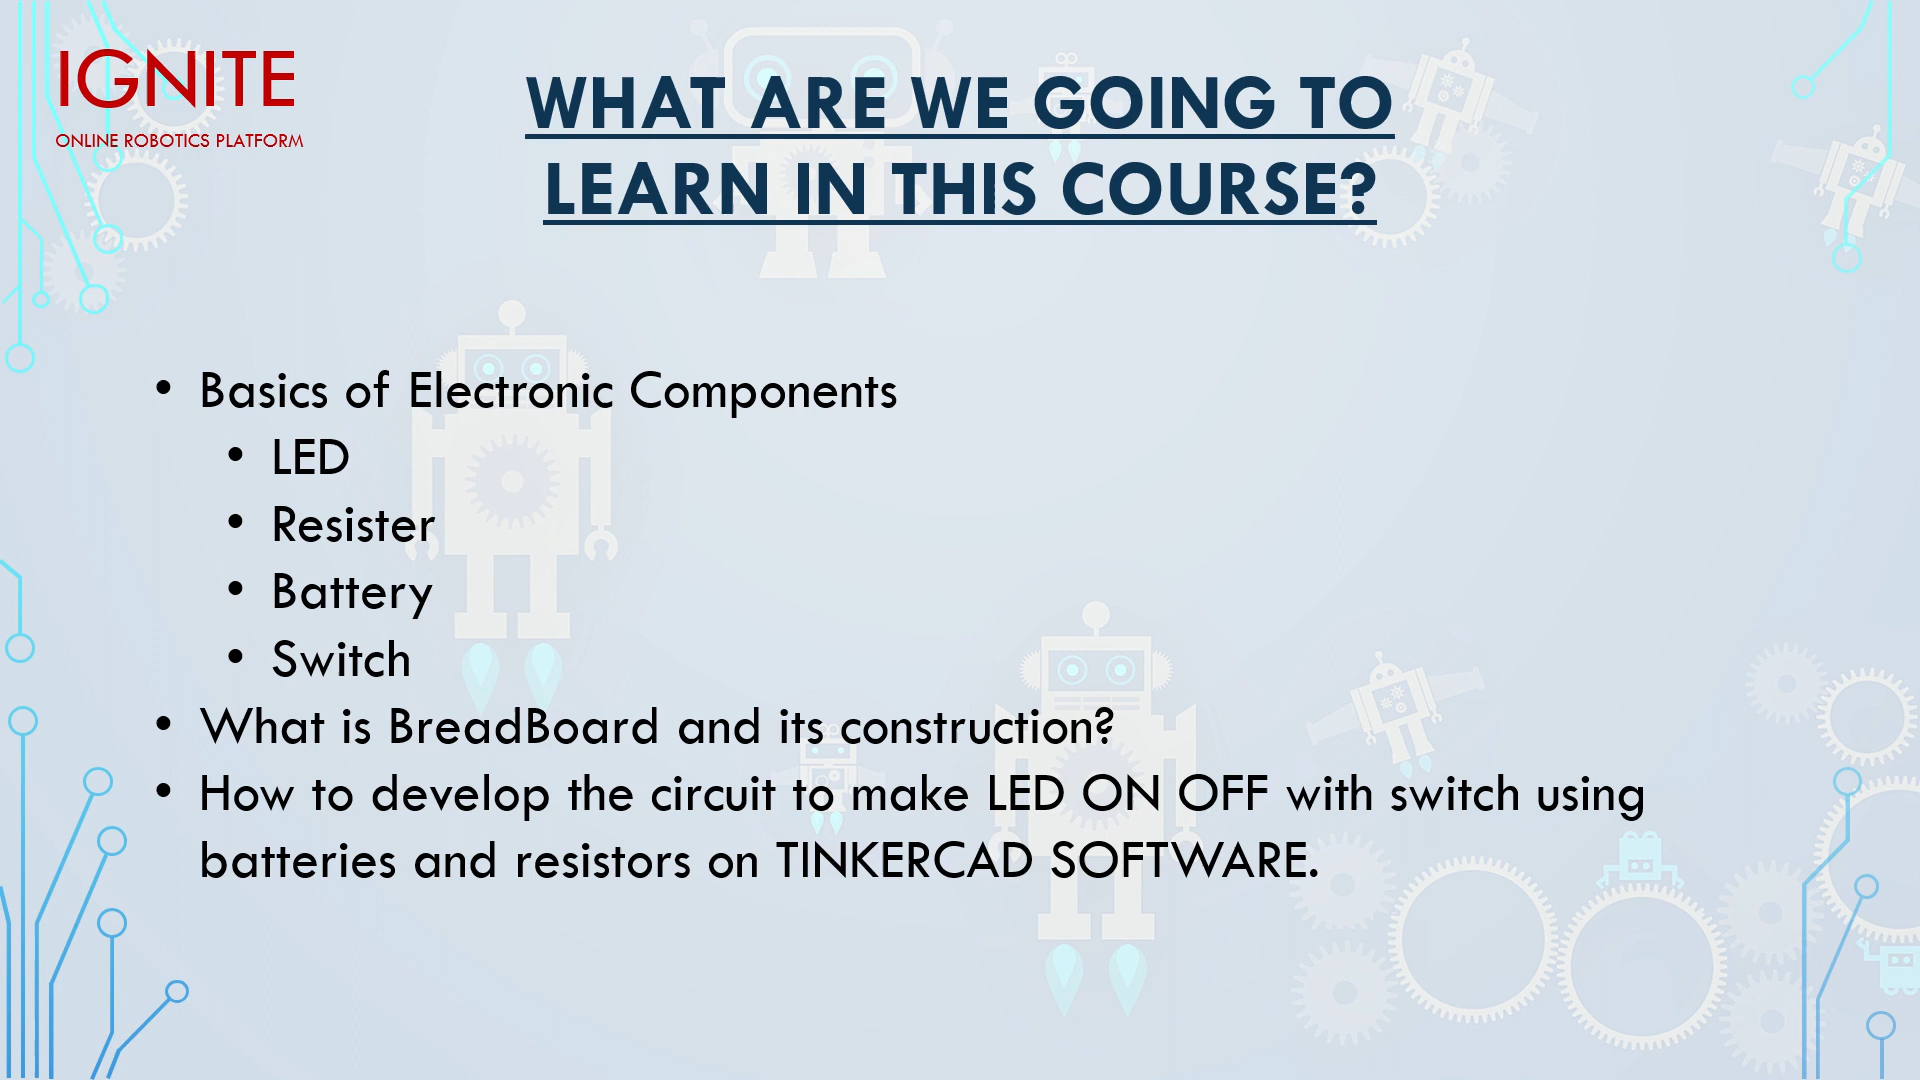 IGNITE
ONLINE ROBOTICS PLATFORM
WHAT ARE WE GOING TO
LEARN IN THIS COURSE?
• Basics of Electronic Components
• LED
• Resister
• Battery
• Switch
• What is BreadBoard and its construction?
• How to develop the circuit to make LED ON OFF with switch using
batteries and resistors on TINKERCAD SOFTWARE.